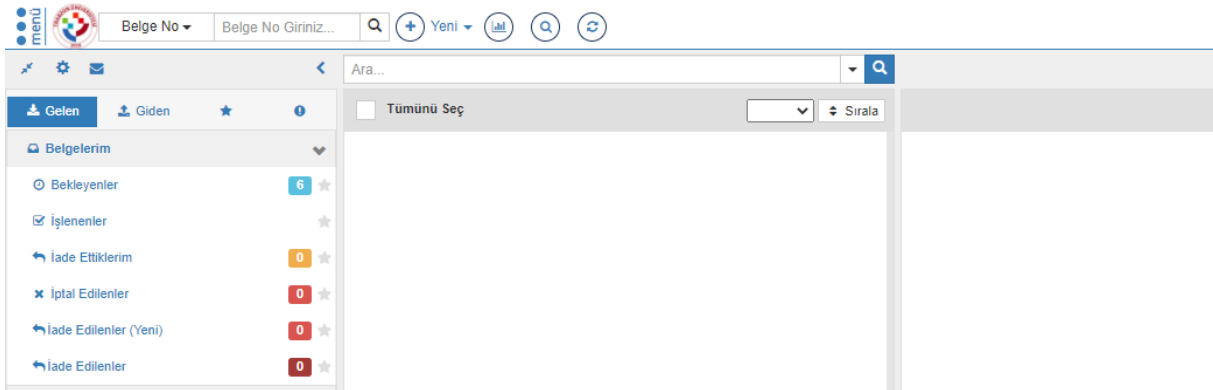 menü
Belge No
Belge No Giriniz...
Yeni
Ara...
Gelen
Giden
Tümünü Seç
Sırala
Belgelerim
Bekleyenler 6
İşlenenler
İade Ettiklerim 0
İptal Edilenler 0
İade Edilenler (Yeni) 0
İade Edilenler 0